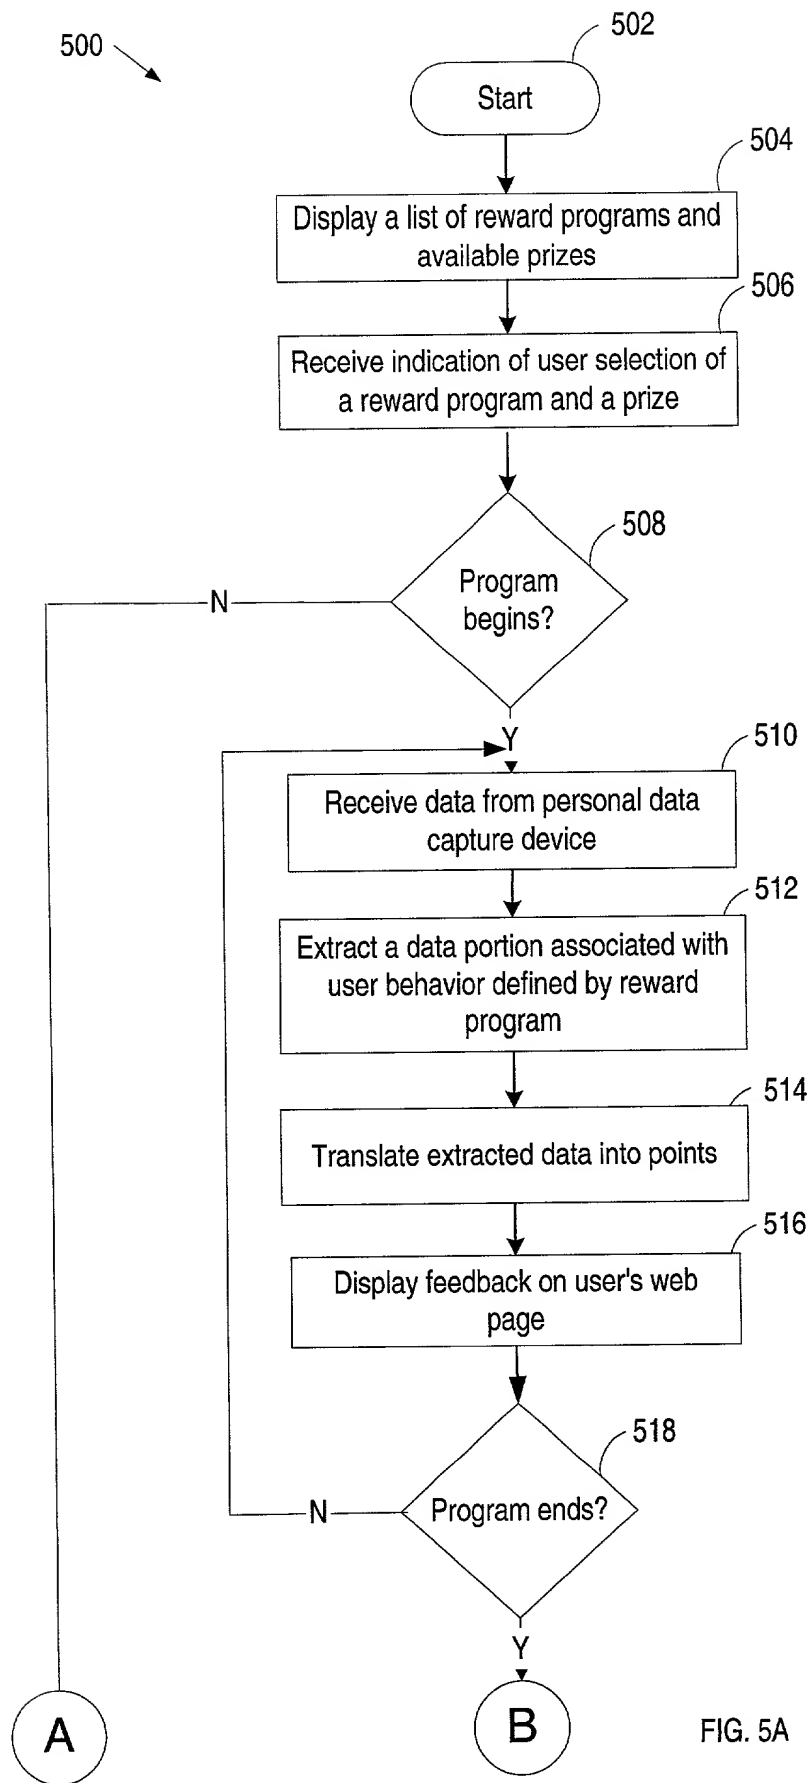 500
502
Start
504
Display a list of reward programs and
available prizes
506
Receive indication of user selection of
a reward program and a prize
508
Program
begins?
N
Y
510
Receive data from personal data
capture device
512
Extract a data portion associated with
user behavior defined by reward
program
514
Translate extracted data into points
516
Display feedback on user's web
page
518
Program ends?
N
Y
A
B
FIG. 5A